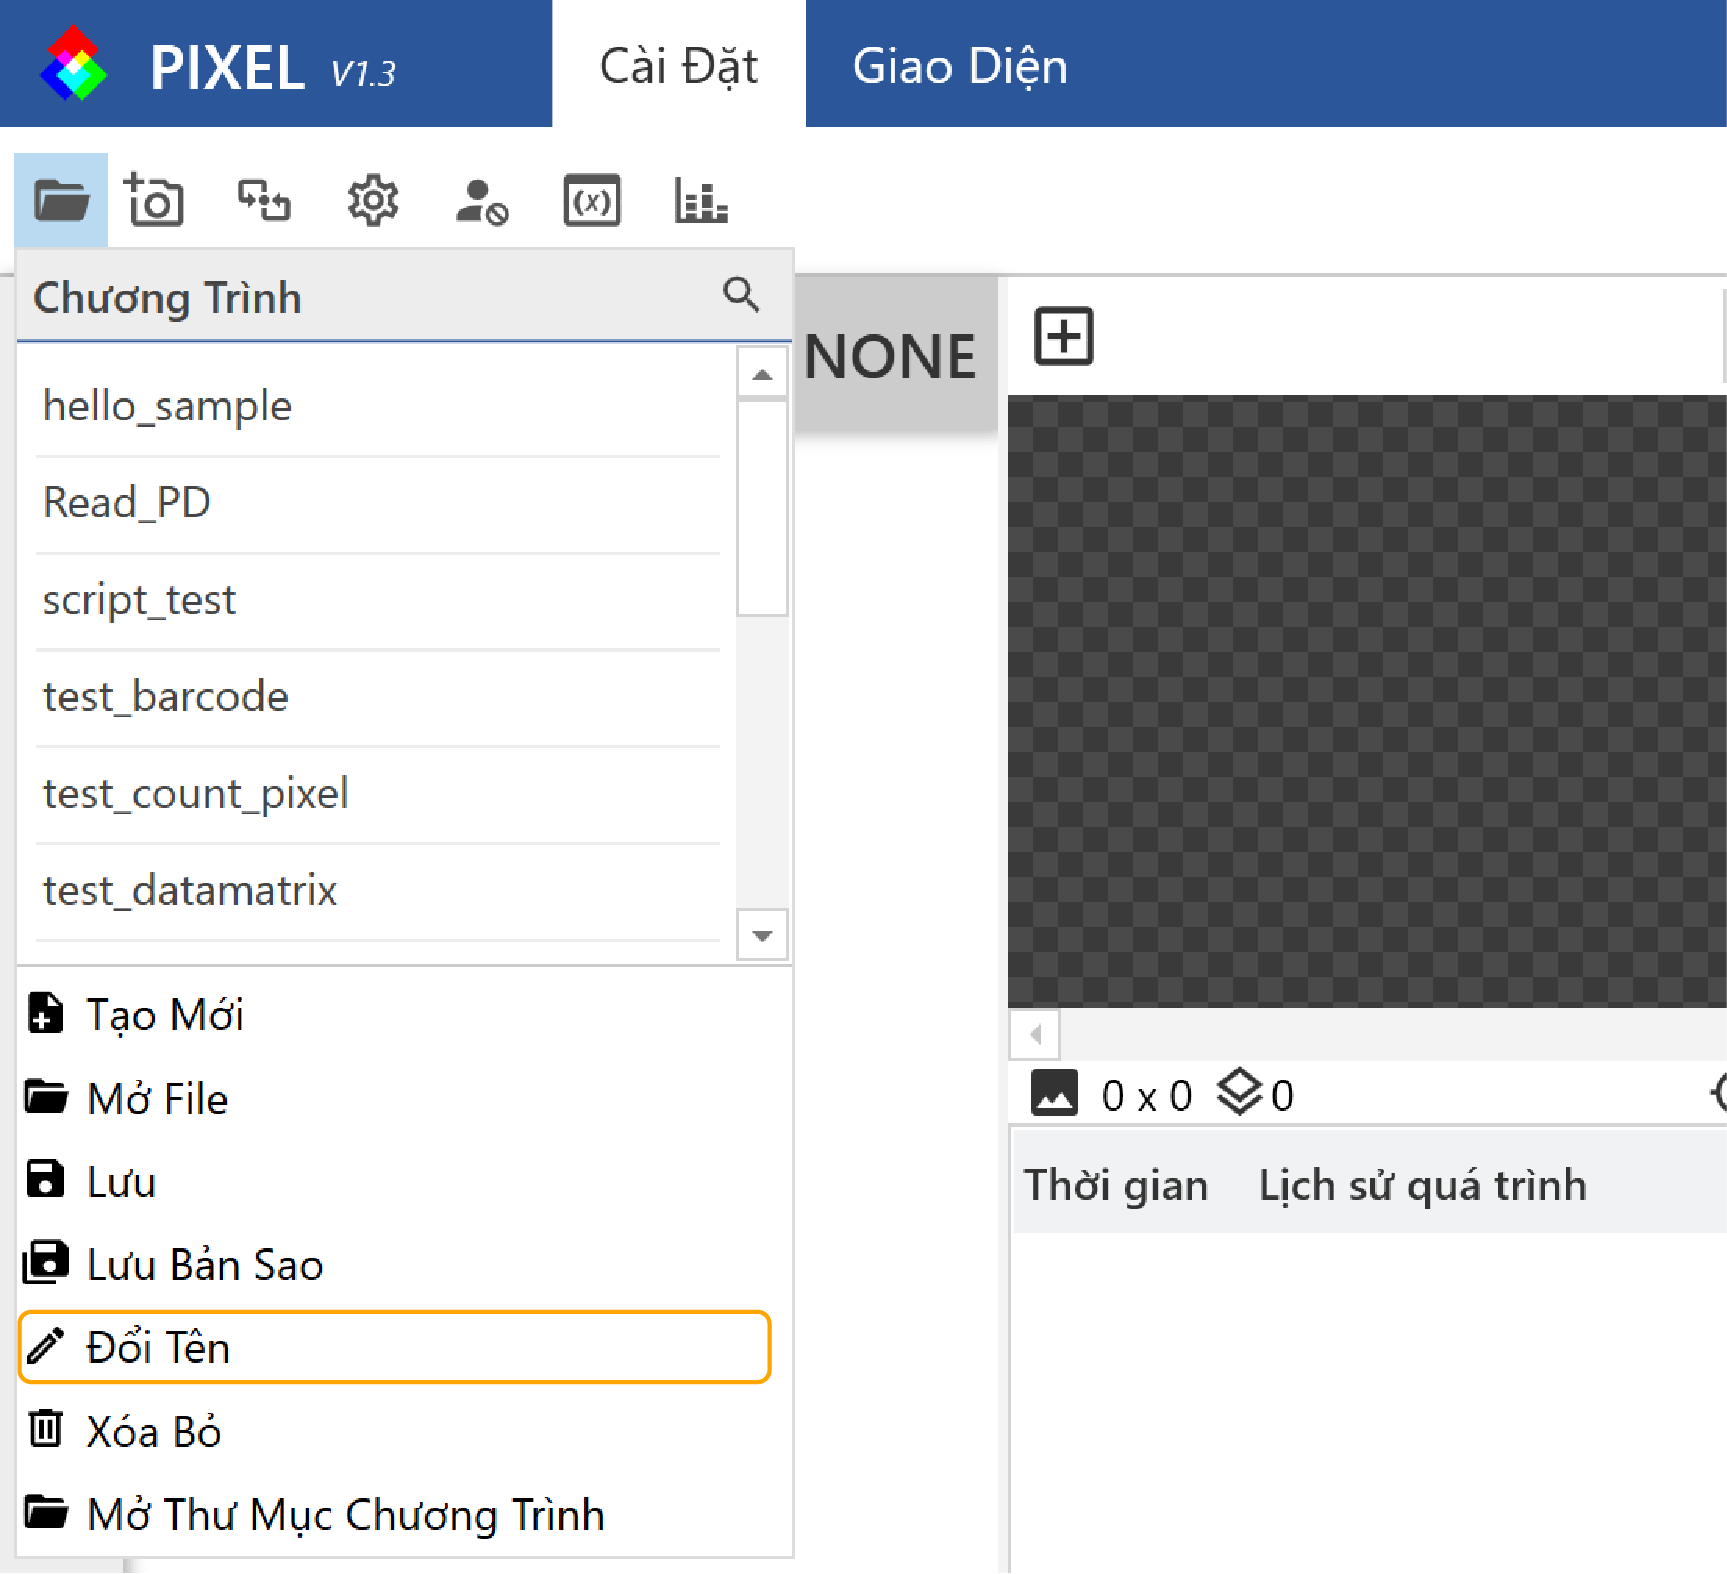 PIXEL V1.3
Cài Đặt
Giao Diện
(x)
Chương Trình
NONE
hello_sample
Read_PD
script_test
test_barcode
test_count_pixel
test_datamatrix
Tạo Mới
Mở File
Lưu
Lưu Bản Sao
Đổi Tên
Xóa Bỏ
Mở Thư Mục Chương Trình
0 x 0 0
Thời gian Lịch sử quá trình